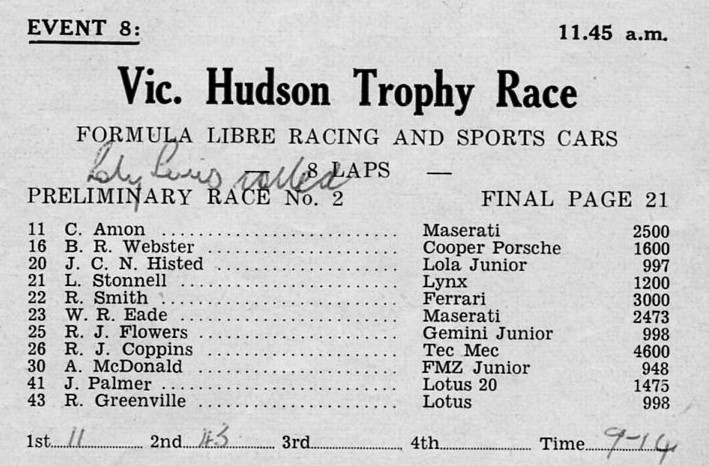 EVENT 8: 11.45 a.m.
Vic. Hudson Trophy Race
FORMULA LIBRE RACING AND SPORTS CARS
— 8 LAPS —
PRELIMINARY RACE No. 2 FINAL PAGE 21
11 C. Amon Maserati 2500
16 B. R. Webster Cooper Porsche 1600
20 J. C. N. Histed Lola Junior 997
21 L. Stonnell Lynx 1200
22 R. Smith Ferrari 3000
23 W. R. Eade Maserati 2473
25 R. J. Flowers Gemini Junior 998
26 R. J. Coppins Tec Mec 4600
30 A. McDonald FMZ Junior 948
41 J. Palmer Lotus 20 1475
43 R. Greenville Lotus 998
1st 11 2nd 43 3rd 4th Time 9-14